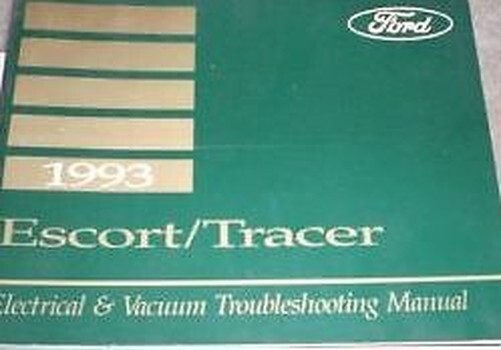 Ford
1993
Escort/Tracer
Electrical & Vacuum Troubleshooting Manual